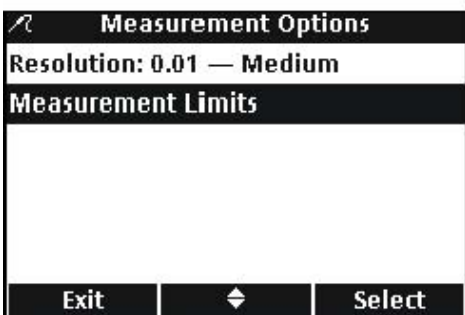 Measurement Options
Resolution: 0.01 — Medium
Measurement Limits
Exit Select